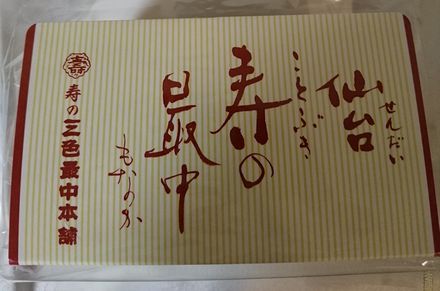 仙台
せんだい
寿の
ことぶき
最中
もなか
寿の三色最中本舗